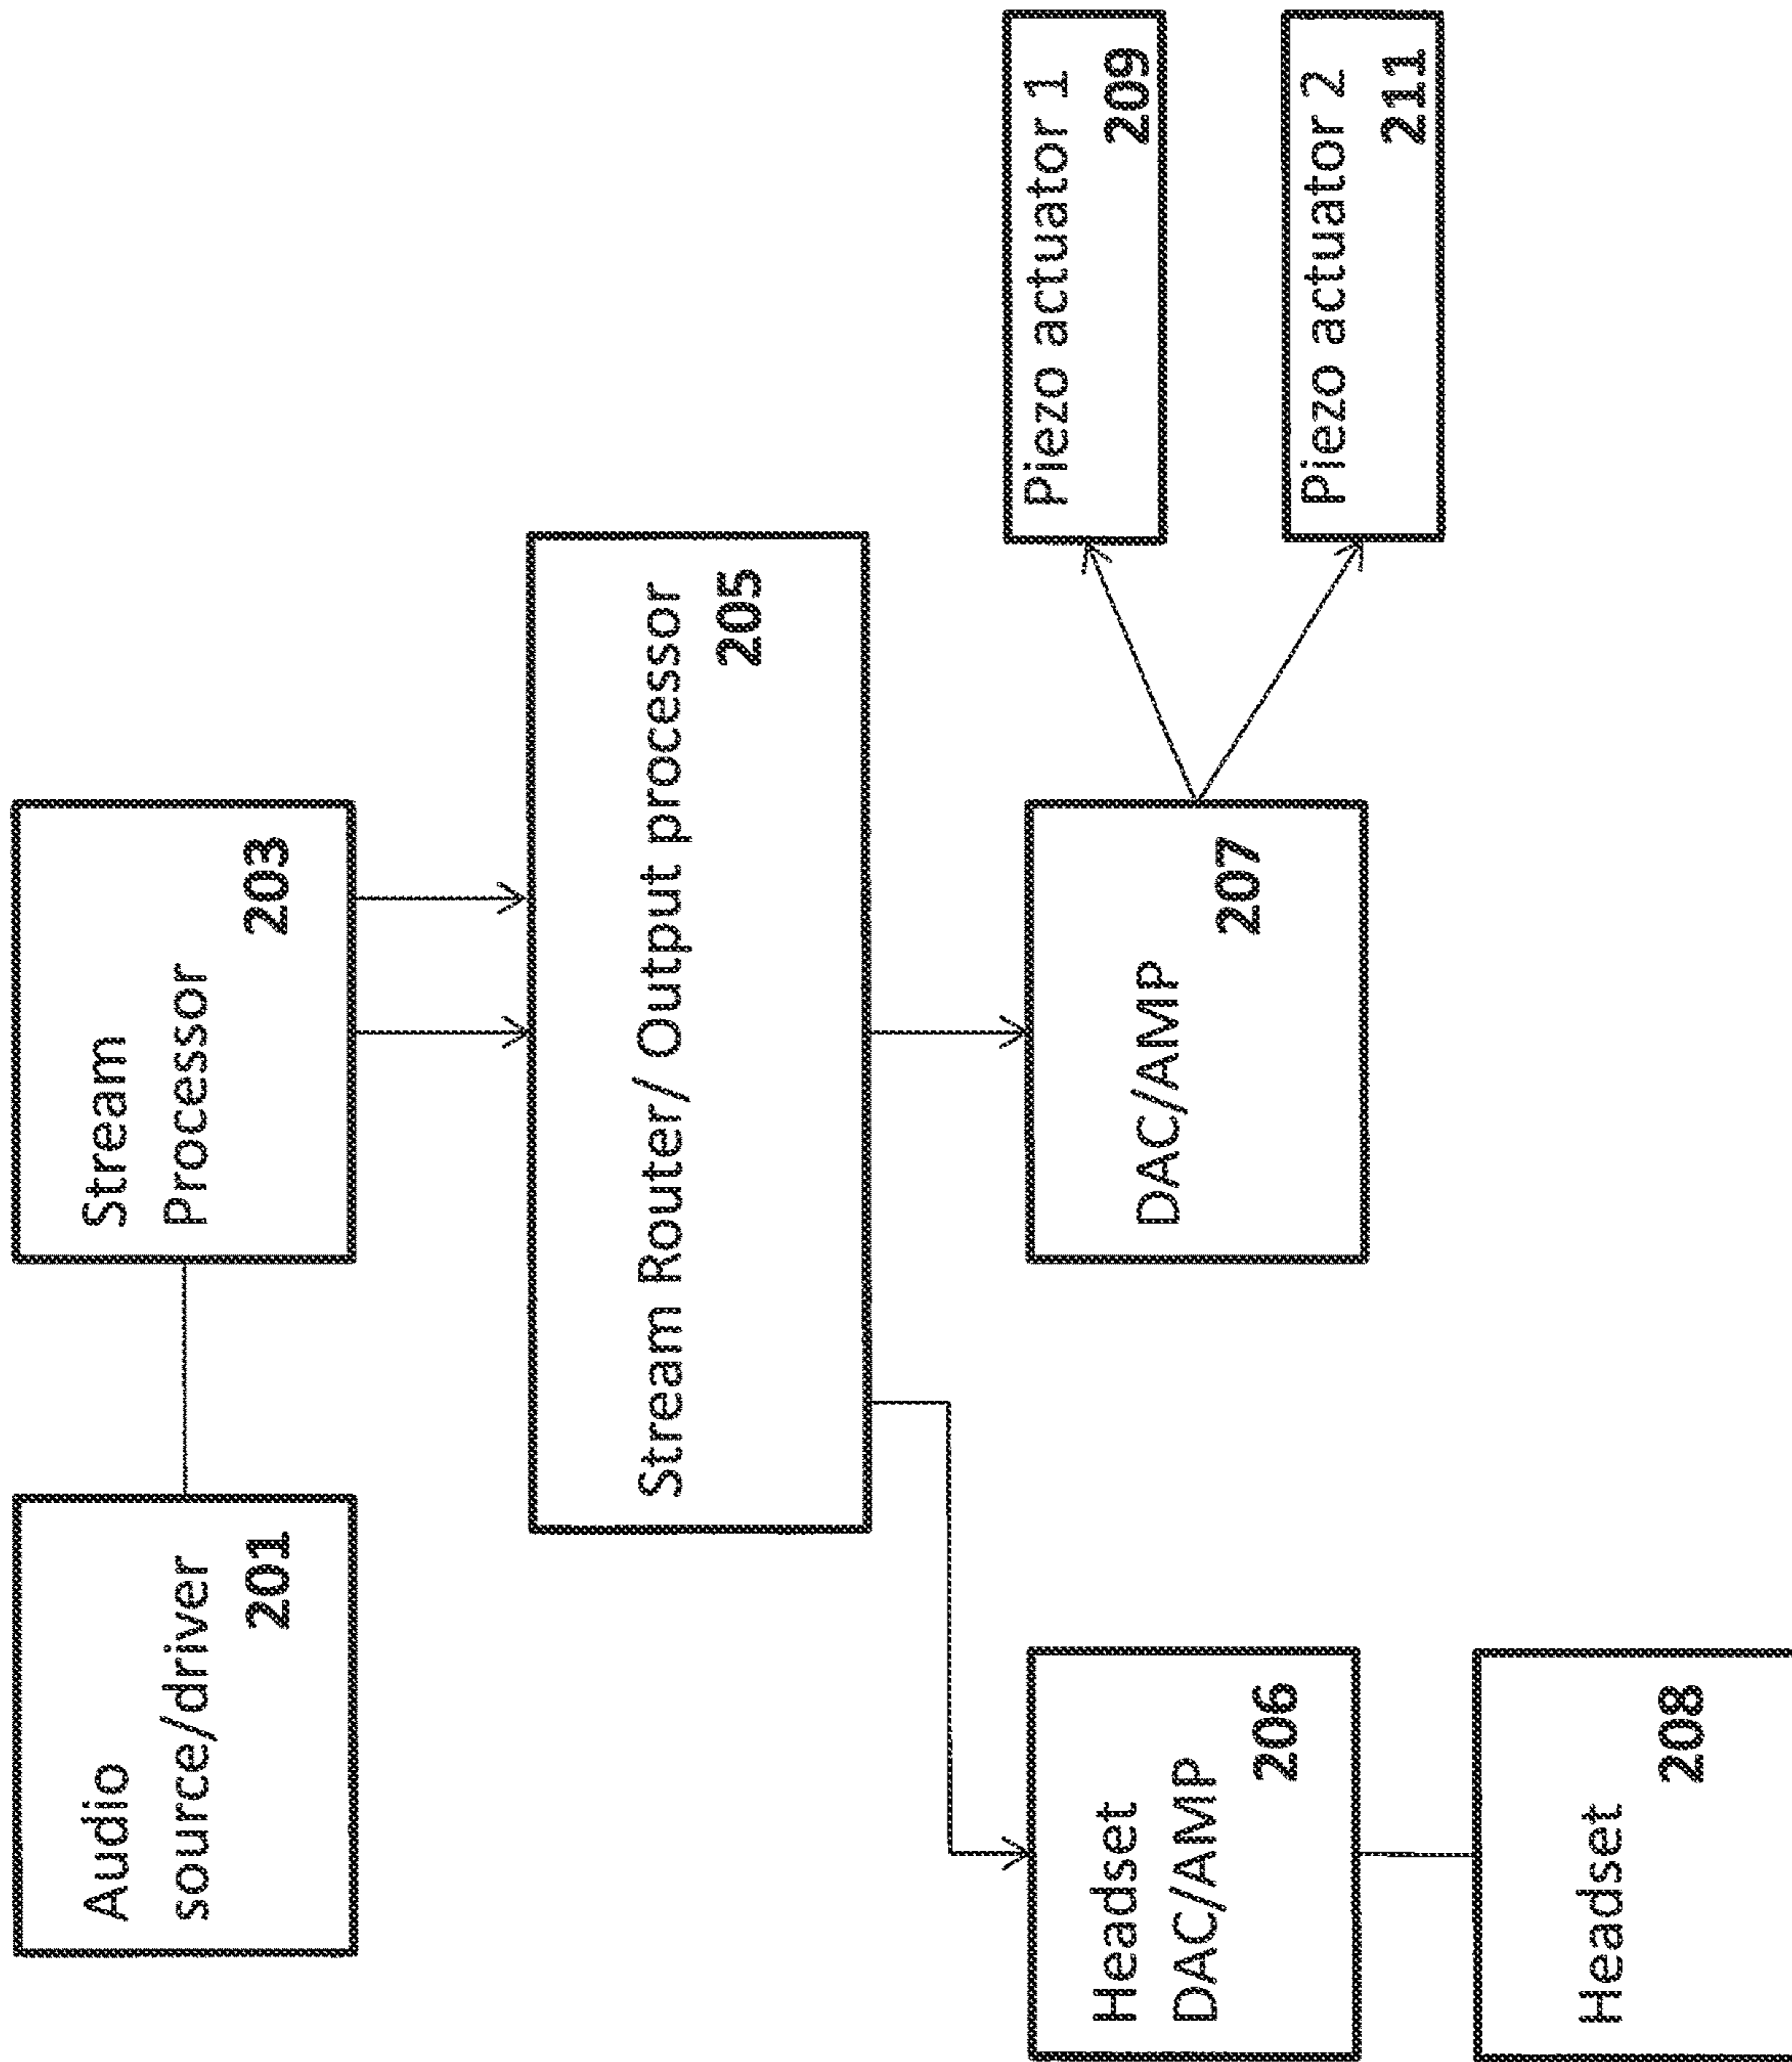 Audio
source/driver
201
Stream
Processor
203
Stream Router/ Output processor
205
Headset
DAC/AMP
206
DAC/AMP
207
Piezo actuator 1
209
Piezo actuator 2
211
Headset
208